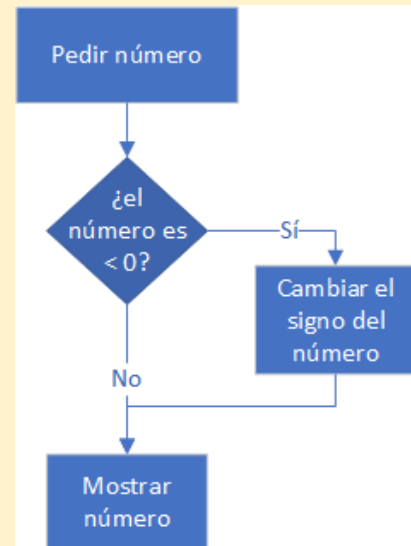 Pedir número
¿el
número es
< 0?
Sí
Cambiar el
signo del
número
No
Mostrar
número